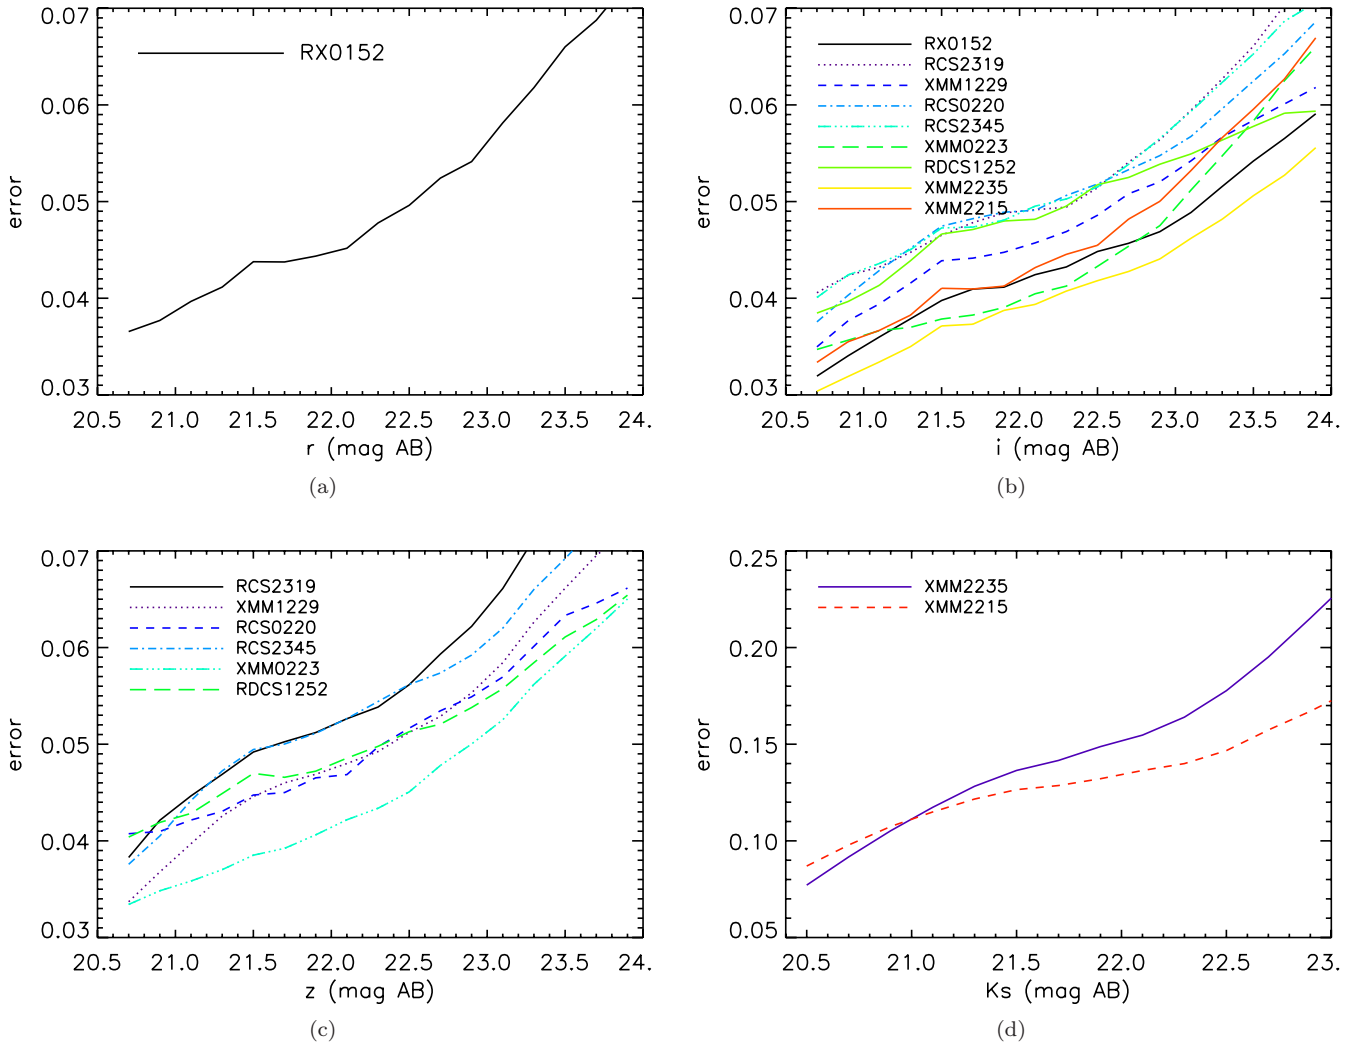 0.07
0.06
0.05
0.04
0.03
error
RX0152
20.5 21.0 21.5 22.0 22.5 23.0 23.5 24.
r (mag AB)
(a)
0.07
0.06
0.05
0.04
0.03
error
RX0152
RCS2319
XMM1229
RCS0220
RCS2345
XMM0223
RDCS1252
XMM2235
XMM2215
20.5 21.0 21.5 22.0 22.5 23.0 23.5 24.
i (mag AB)
(b)
0.07
0.06
0.05
0.04
0.03
error
RCS2319
XMM1229
RCS0220
RCS2345
XMM0223
RDCS1252
20.5 21.0 21.5 22.0 22.5 23.0 23.5 24.
z (mag AB)
(c)
0.25
0.20
0.15
0.10
0.05
error
XMM2235
XMM2215
20.5 21.0 21.5 22.0 22.5 23.
Ks (mag AB)
(d)